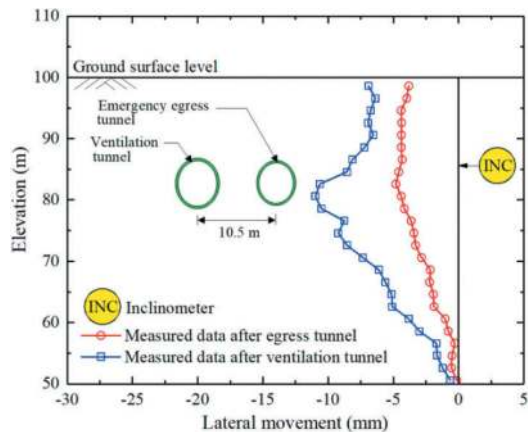 110
Ground surface level
100
Emergency egress
tunnel
90
Ventilation
tunnel
INC
80
10.5 m
70
INC Inclinometer
60
Measured data after egress tunnel
Measured data after ventilation tunnel
50
-30 -25 -20 -15 -10 -5 0 5
Elevation (m)
Lateral movement (mm)